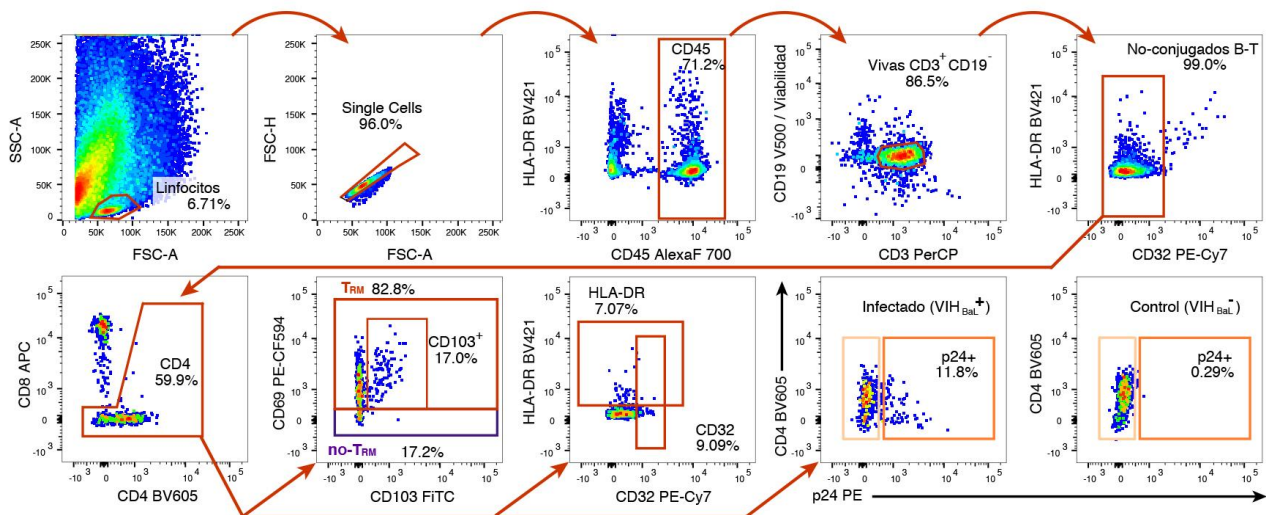 250K
200K
150K
100K
50K
0
SSC-A
Linfocitos
6.71%
0 50K 100K 150K 200K 250K
FSC-A
250K
200K
150K
100K
50K
0
FSC-H
Single Cells
96.0%
0 50K 100K 150K 200K 250K
FSC-A
10 5
10 4
10 3
0
-10 3
HLA-DR BV421
CD45
71.2%
-10 3 0 10 3 10 4 10 5
CD45 AlexaF 700
10 5
10 4
10 3
0
-10 3
CD19 V500 / Viabilidad
Vivas CD3+ CD19-
86.5%
-10 3 0 10 3 10 4 10 5
CD3 PerCP
10 5
10 4
10 3
0
-10 3
HLA-DR BV421
No-conjugados B-T
99.0%
-10 3 0 10 3 10 4 10 5
CD32 PE-Cy7
10 5
10 4
10 3
0
-10 3
CD8 APC
CD4
59.9%
-10 3 0 10 3 10 4 10 5
CD4 BV605
10 5
10 4
10 3
0
-10 3
CD69 PE-CF594
TRM 82.8%
CD103+
17.0%
no-TRM 17.2%
-10 3 0 10 3 10 4 10 5
CD103 FiTC
10 5
10 4
10 3
0
-10 3
HLA-DR BV421
HLA-DR
7.07%
CD32
9.09%
-10 3 0 10 3 10 4 10 5
CD32 PE-Cy7
10 5
10 4
10 3
0
-10 3
CD4 BV605
Infectado (VIHBaL+)
p24+
11.8%
-10 3 0 10 3 10 4 10 5
p24 PE
10 5
10 4
10 3
0
-10 3
CD4 BV605
Control (VIHBaL-)
p24+
0.29%
-10 3 0 10 3 10 4 10 5